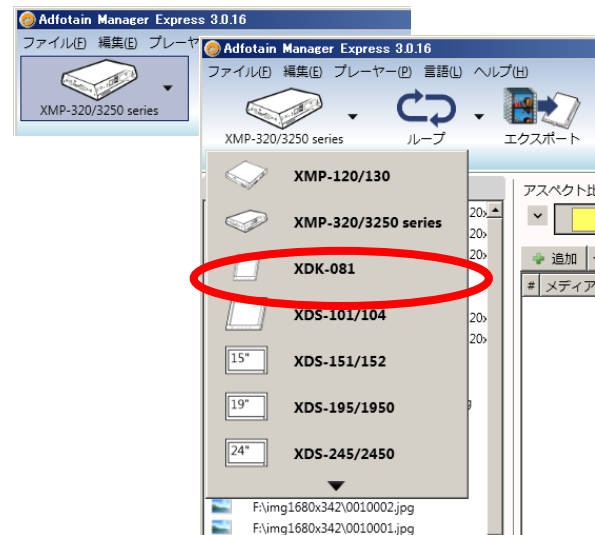 Adfotain Manager Express 3.0.16
ファイル(F) 編集(E) プレーヤ
XMP-320/3250 series
Adfotain Manager Express 3.0.16
ファイル(F) 編集(E) プレーヤー(P) 言語(L) ヘルプ(H)
XMP-320/3250 series ループ エクスポート
XMP-120/130
アスペクト比
XMP-320/3250 series
20x
20x
XDK-081
20x
追加
# メディア
XDS-101/104
20x
20x
15" XDS-151/152
19" XDS-195/1950
24" XDS-245/2450
F:\img1680x342\0010002.jpg
F:\img1680x342\0010001.jpg